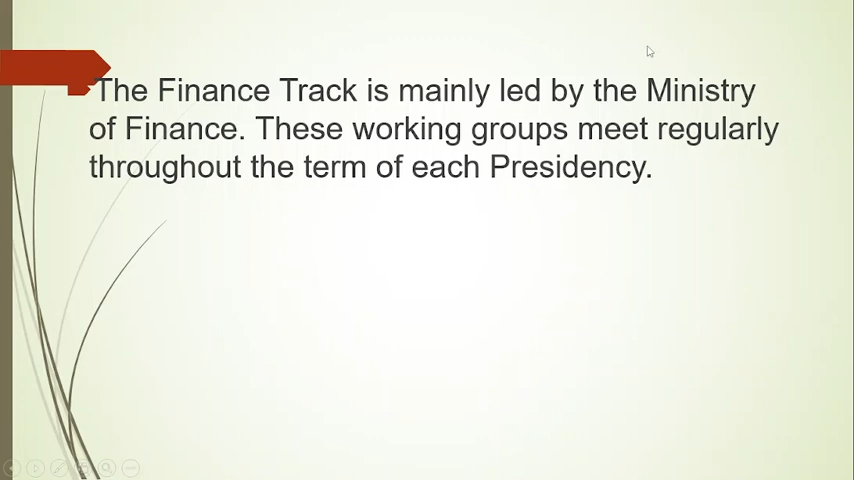 The Finance Track is mainly led by the Ministry
of Finance. These working groups meet regularly
throughout the term of each Presidency.